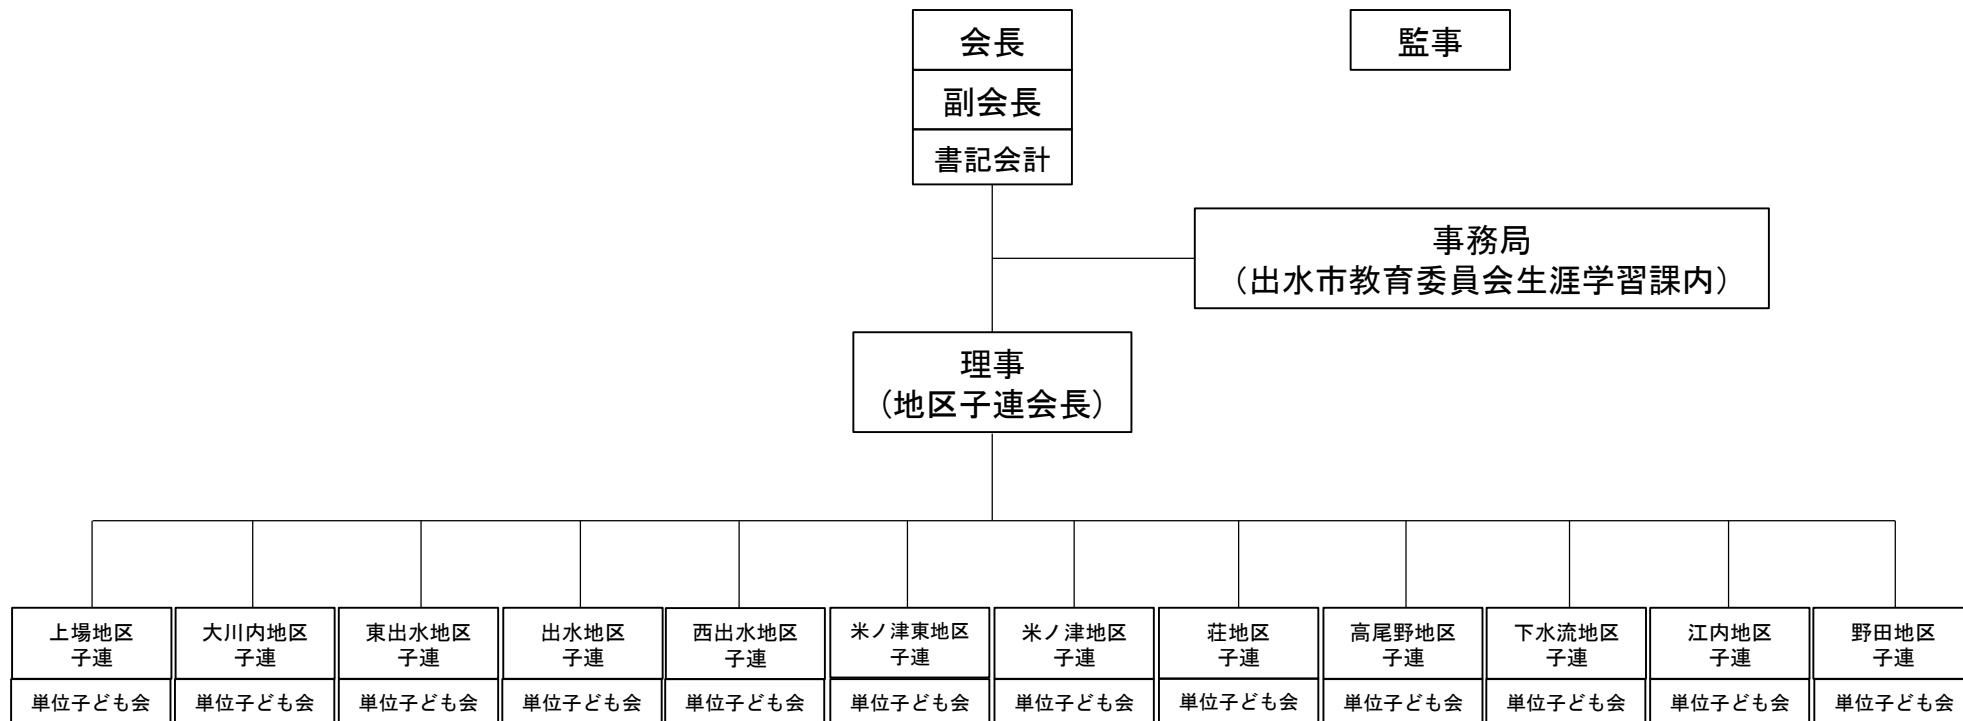 会長
監事
副会長
書記会計
事務局
（出水市教育委員会生涯学習課内）
理事
（地区子連会長）
上場地区
子連
大川内地区
子連
東出水地区
子連
出水地区
子連
西出水地区
子連
米ノ津東地区
子連
米ノ津地区
子連
荘地区
子連
高尾野地区
子連
下水流地区
子連
江内地区
子連
野田地区
子連
単位子ども会
単位子ども会
単位子ども会
単位子ども会
単位子ども会
単位子ども会
単位子ども会
単位子ども会
単位子ども会
単位子ども会
単位子ども会
単位子ども会